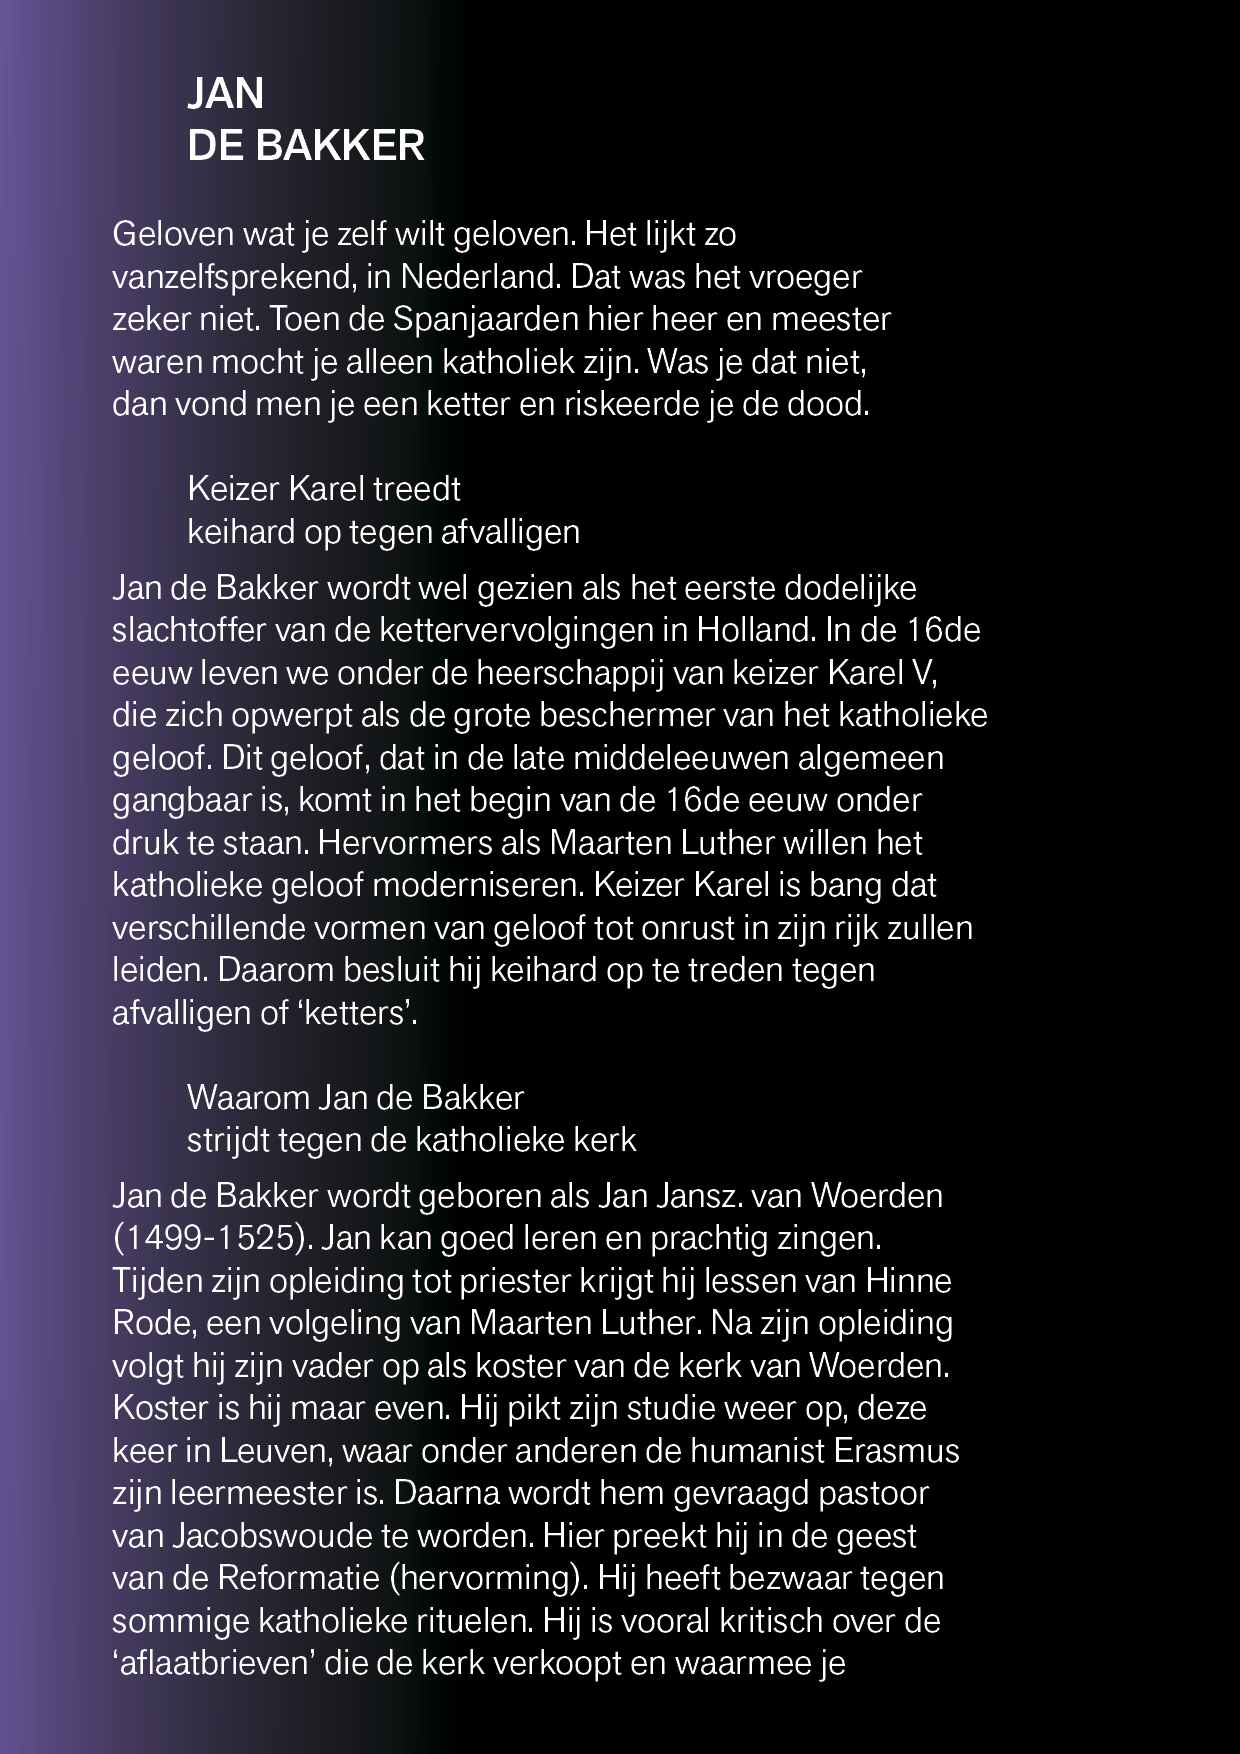 JAN
DE BAKKER
Geloven wat je zelf wilt geloven. Het lijkt zo
vanzelfsprekend, in Nederland. Dat was het vroeger
zeker niet. Toen de Spanjaarden hier heer en meester
waren mocht je alleen katholiek zijn. Was je dat niet,
dan vond men je een ketter en riskeerde je de dood.
Keizer Karel treedt
keihard op tegen afvalligen
Jan de Bakker wordt wel gezien als het eerste dodelijke
slachtoffer van de kettervervolgingen in Holland. In de 16de
eeuw leven we onder de heerschappij van keizer Karel V,
die zich opwerpt als de grote beschermer van het katholieke
geloof. Dit geloof, dat in de late middeleeuwen algemeen
gangbaar is, komt in het begin van de 16de eeuw onder
druk te staan. Hervormers als Maarten Luther willen het
katholieke geloof moderniseren. Keizer Karel is bang dat
verschillende vormen van geloof tot onrust in zijn rijk zullen
leiden. Daarom besluit hij keihard op te treden tegen
afvalligen of ‘ketters’.
Waarom Jan de Bakker
strijdt tegen de katholieke kerk
Jan de Bakker wordt geboren als Jan Jansz. van Woerden
(1499-1525). Jan kan goed leren en prachtig zingen.
Tijden zijn opleiding tot priester krijgt hij lessen van Hinne
Rode, een volgeling van Maarten Luther. Na zijn opleiding
volgt hij zijn vader op als koster van de kerk van Woerden.
Koster is hij maar even. Hij pikt zijn studie weer op, deze
keer in Leuven, waar onder anderen de humanist Erasmus
zijn leermeester is. Daarna wordt hem gevraagd pastoor
van Jacobswoude te worden. Hier preekt hij in de geest
van de Reformatie (hervorming). Hij heeft bezwaar tegen
sommige katholieke rituelen. Hij is vooral kritisch over de
‘aflaatbrieven’ die de kerk verkoopt en waarmee je